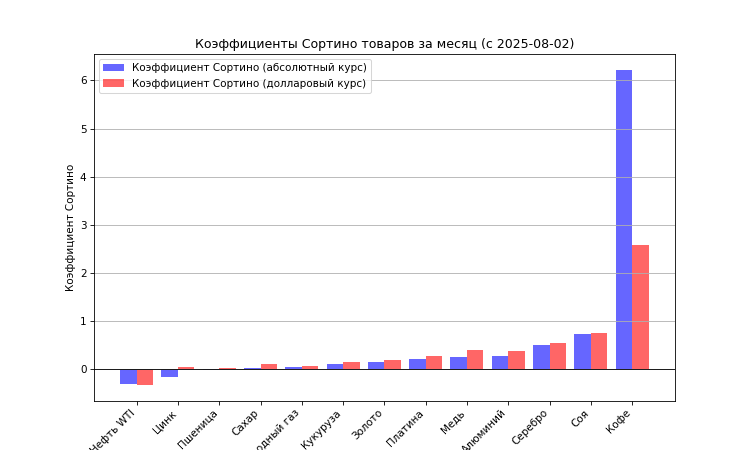 Коэффициенты Сортино товаров за месяц (с 2025-08-02)
Коэффициент Сортино (абсолютный курс)
Коэффициент Сортино (долларовый курс)
Коэффициент Сортино
6
5
4
3
2
1
0
Нефть WTI
Цинк
Пшеница
Сахар
одный газ
Кукуруза
Золото
Платина
Медь
Алюминий
Серебро
Соя
Кофе